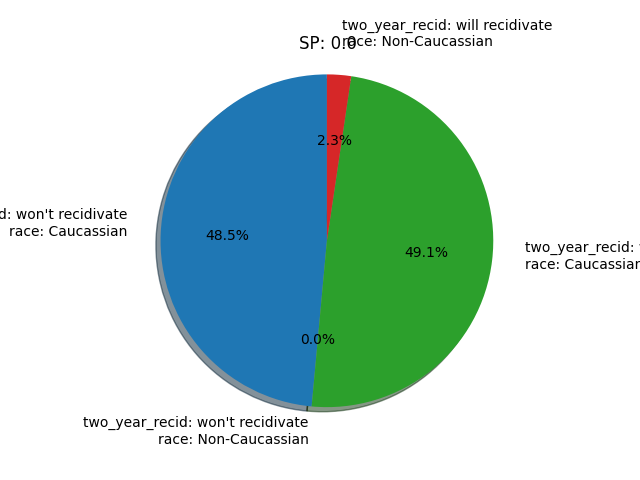 two_year_recid: will recidivate
race: Non-Caucassian
SP: 0.0
2.3%
d: won't recidivate
race: Caucassian
48.5%
49.1%
two_year_recid:
race: Caucassian
0.0%
two_year_recid: won't recidivate
race: Non-Caucassian